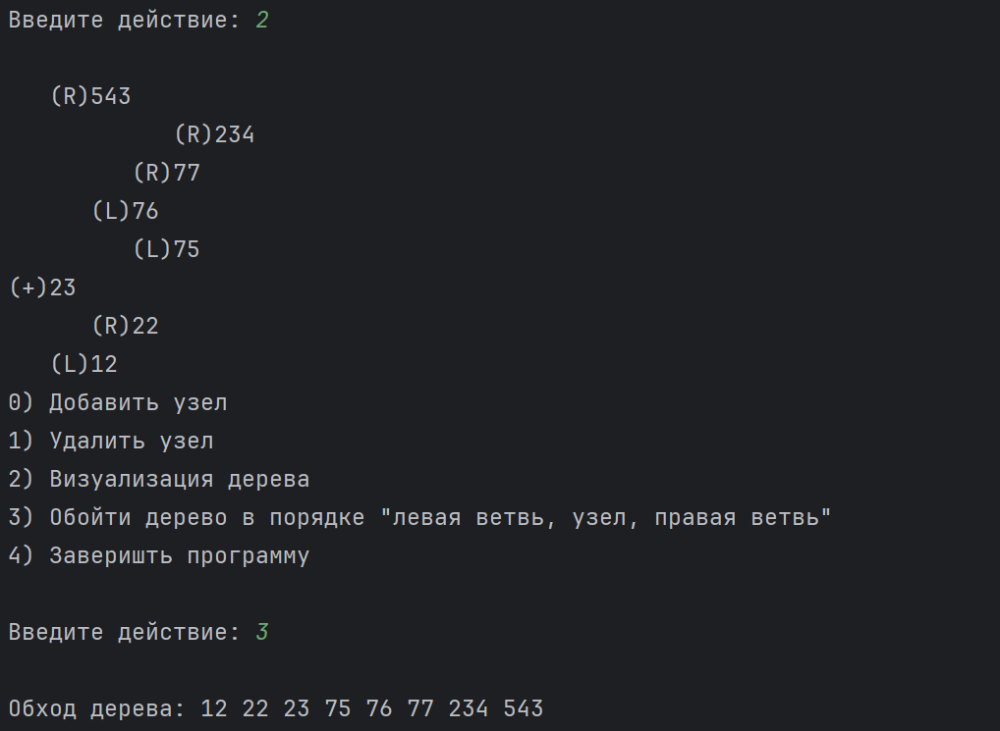 Введите действие: 2
(R)543
(R)234
(R)77
(L)76
(L)75
(+)23
(R)22
(L)12
0) Добавить узел
1) Удалить узел
2) Визуализация дерева
3) Обойти дерево в порядке "левая ветвь, узел, правая ветвь"
4) Заверишть программу
Введите действие: 3
Обход дерева: 12 22 23 75 76 77 234 543